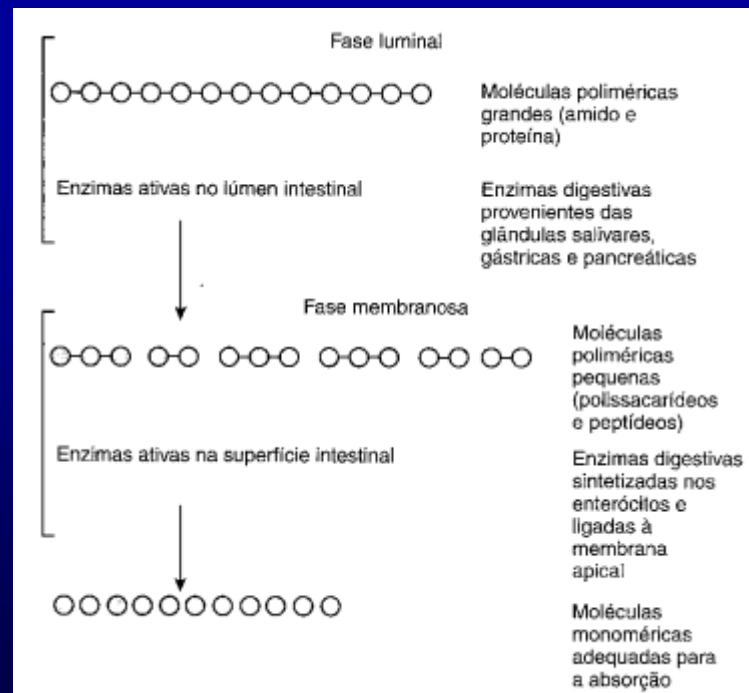 Fase luminal
Moléculas poliméricas
grandes (amido e
proteína)
Enzimas ativas no lúmen intestinal
Enzimas digestivas
provenientes das
glândulas salivares,
gástricas e pancreáticas
Fase membranosa
Moléculas
poliméricas
pequenas
(polissacarídeos
e peptídeos)
Enzimas ativas na superfície intestinal
Enzimas digestivas
sintetizadas nos
enterócitos e
ligadas à
membrana
apical
Moléculas
monoméricas
adequadas para
a absorção